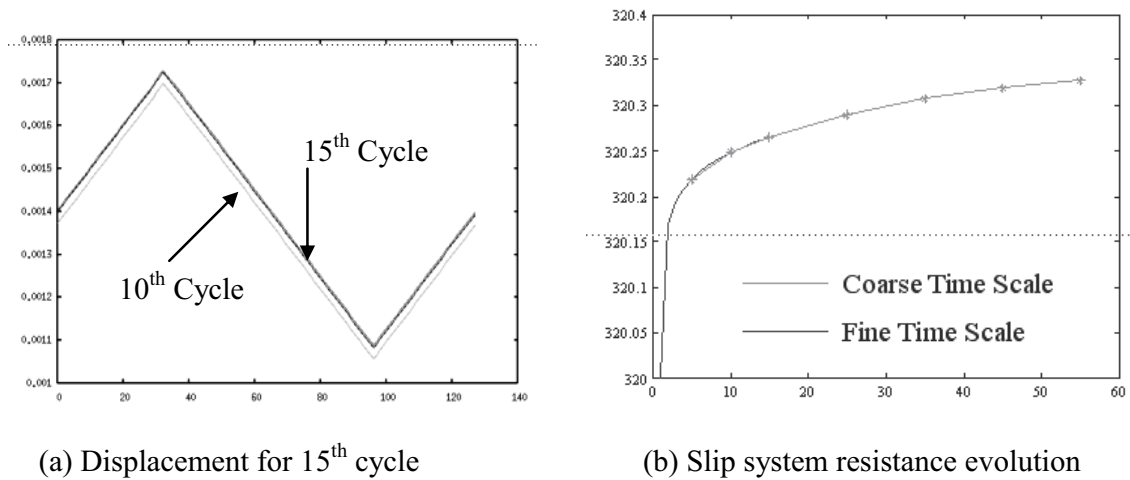 0.0018
0.0017
0.0016
0.0015
0.0014
0.0013
0.0012
0.0011
0.001
0 20 40 60 80 100 120 140
15th Cycle
10th Cycle
(a) Displacement for 15th cycle
320.4
320.35
320.3
320.25
320.2
320.15
320.1
320.05
320
0 10 20 30 40 50 60
Coarse Time Scale
Fine Time Scale
(b) Slip system resistance evolution